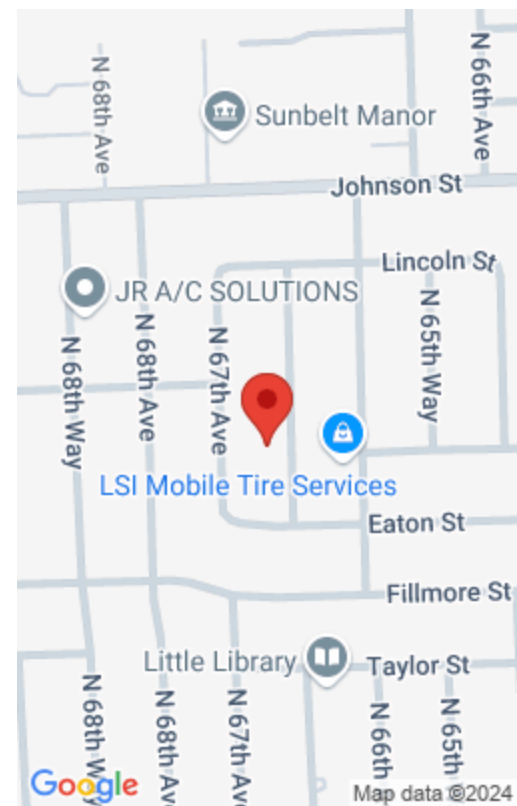 N 68th Ave
N 66th Ave
Sunbelt Manor
Johnson St
Lincoln St
JR A/C SOLUTIONS
N 65th Way
N 67th Ave
N 68th Way
N 68th Ave
LSI Mobile Tire Services
Eaton St
Fillmore St
Little Library
Taylor St
N 68th Way
N 68th Ave
N 67th Ave
N 66th
N 65th
Google
Map data ©2024